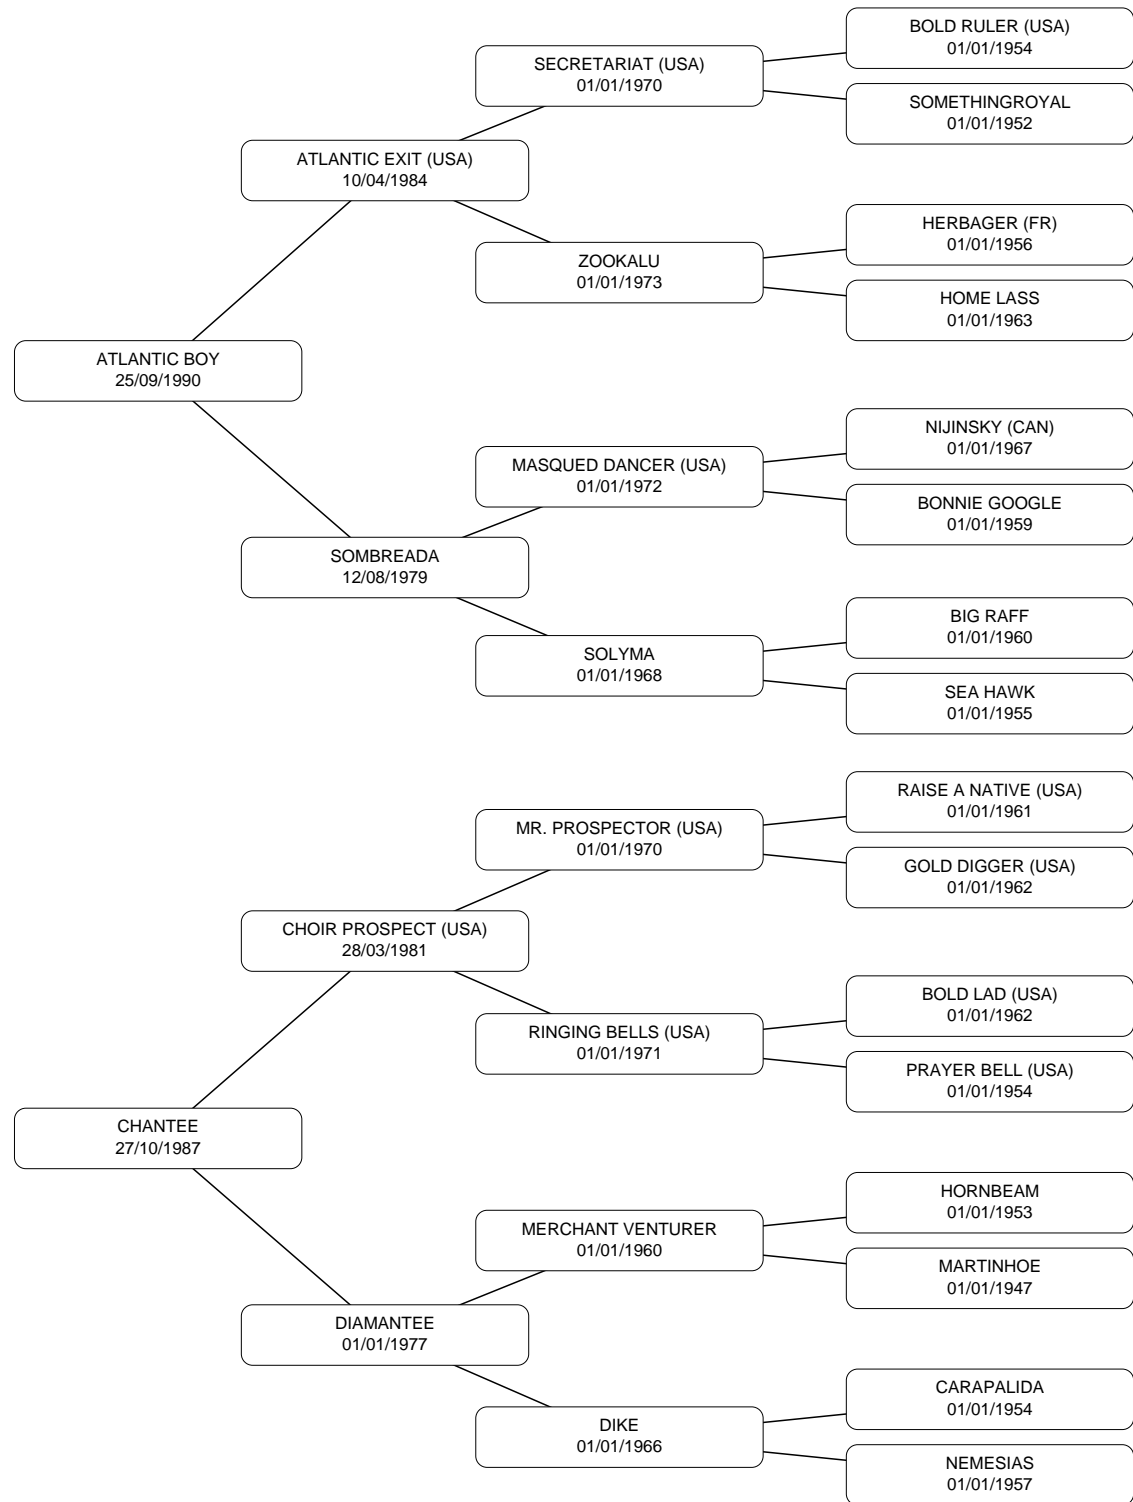 BOLD RULER (USA)
01/01/1954
SECRETARIAT (USA)
01/01/1970
SOMETHINGROYAL
01/01/1952
ATLANTIC EXIT (USA)
10/04/1984
HERBAGER (FR)
01/01/1956
ZOOKALU
01/01/1973
HOME LASS
01/01/1963
ATLANTIC BOY
25/09/1990
NIJINSKY (CAN)
01/01/1967
MASQUED DANCER (USA)
01/01/1972
BONNIE GOOGLE
01/01/1959
SOMBREADA
12/08/1979
BIG RAFF
01/01/1960
SOLYMA
01/01/1968
SEA HAWK
01/01/1955
RAISE A NATIVE (USA)
01/01/1961
MR. PROSPECTOR (USA)
01/01/1970
GOLD DIGGER (USA)
01/01/1962
CHOIR PROSPECT (USA)
28/03/1981
BOLD LAD (USA)
01/01/1962
RINGING BELLS (USA)
01/01/1971
PRAYER BELL (USA)
01/01/1954
CHANTEE
27/10/1987
HORNBEAM
01/01/1953
MERCHANT VENTURER
01/01/1960
MARTINHOE
01/01/1947
DIAMANTEE
01/01/1977
CARAPALIDA
01/01/1954
DIKE
01/01/1966
NEMESIAS
01/01/1957